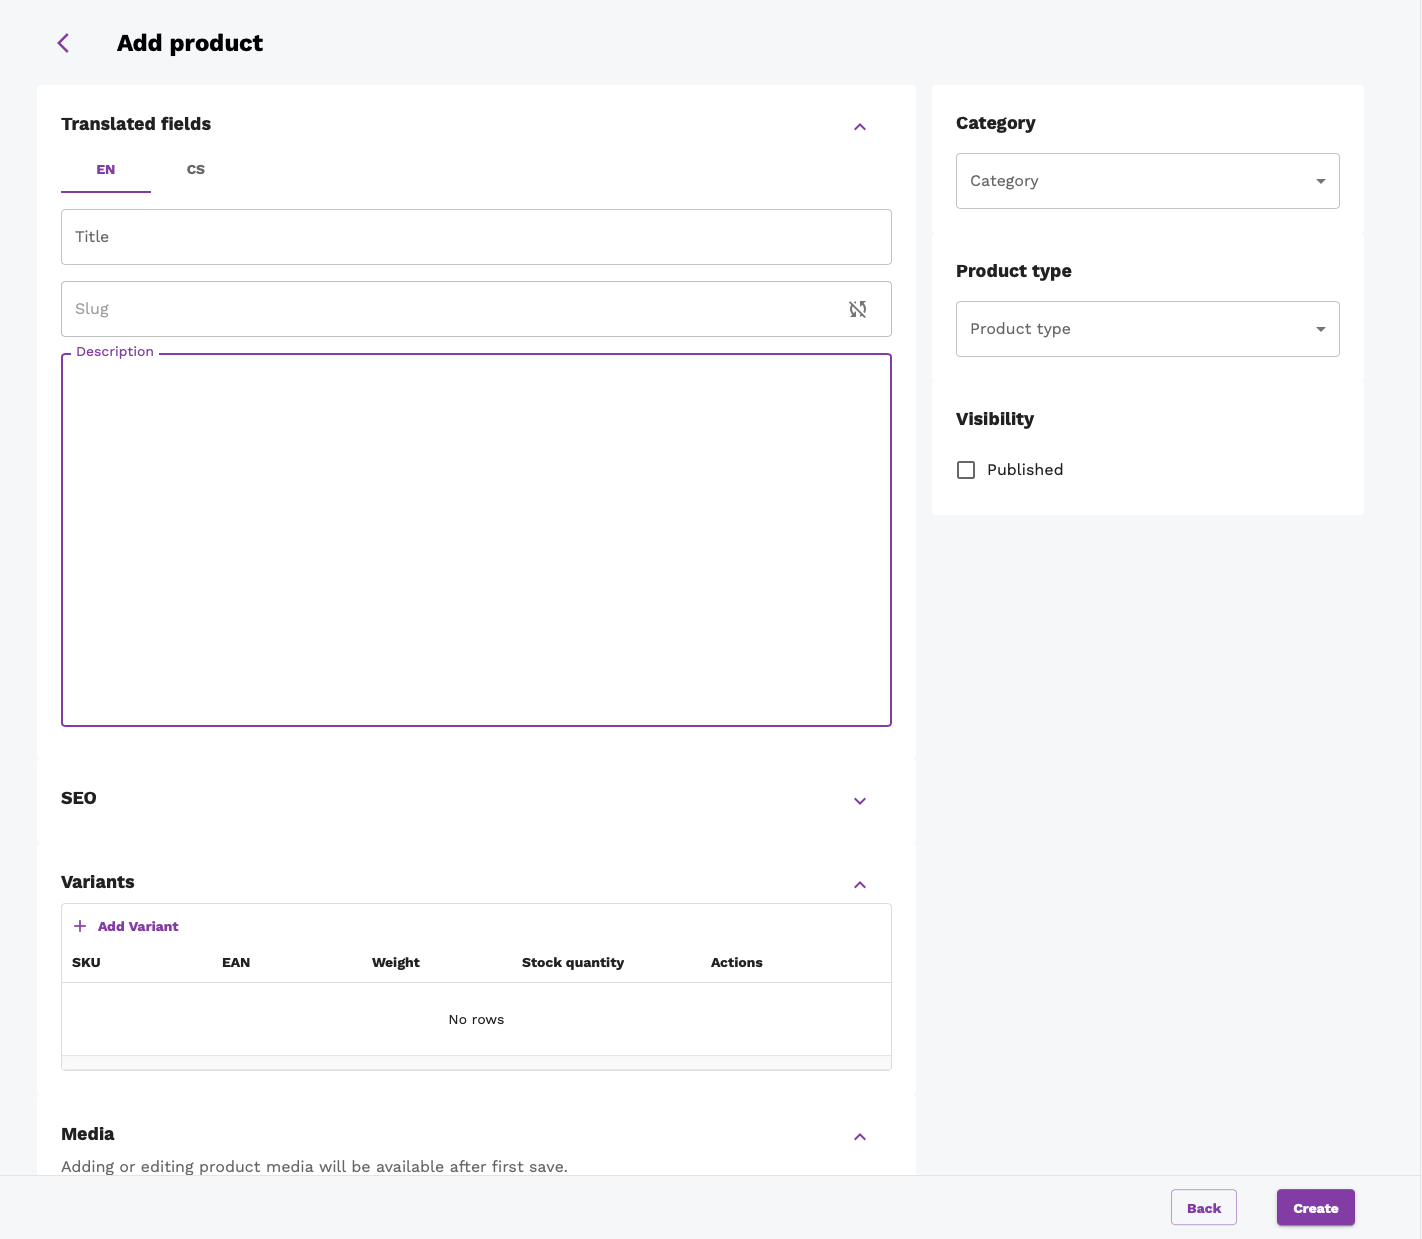 Add product
Translated fields
EN CS
Title
Slug
Description
SEO
Variants
Add Variant
SKU EAN Weight Stock quantity Actions
No rows
Media
Adding or editing product media will be available after first save.
Category
Category
Product type
Product type
Visibility
Published
Back Create